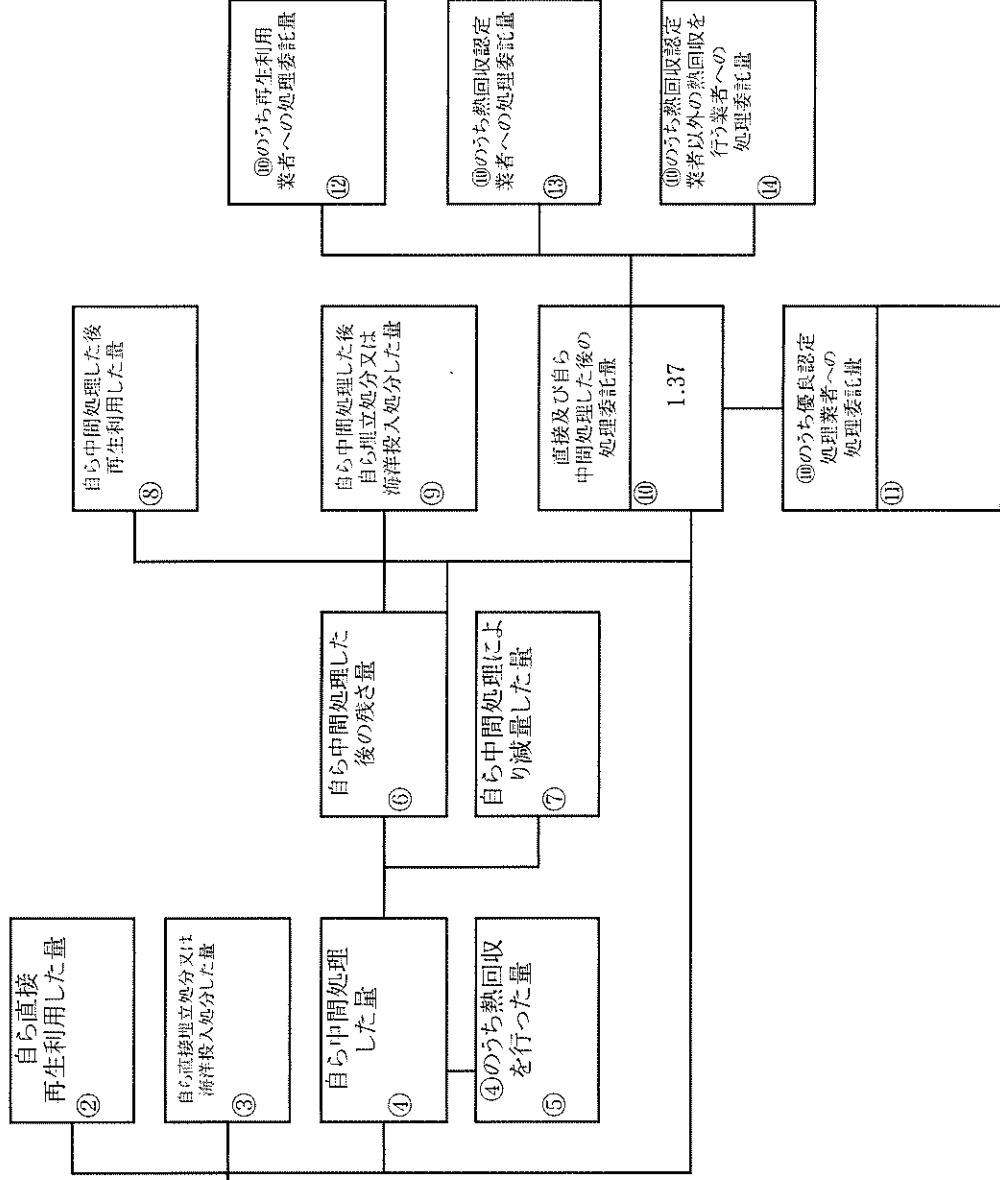 自ら直接
再生利用した量
②
自ら直接埋立処分又は
海洋投入処分した量
③
自ら中間処理
した量
④
④のうち熱回収
を行った量
⑤
自ら中間処理した
後の残さ量
⑥
自ら中間処理によ
り減量した量
⑦
自ら中間処理した後
再生利用した量
⑧
自ら中間処理した後
自ら埋立処分又は
海洋投入処分した量
⑨
直接及び自ら
中間処理した後の
処理委託量
⑩
1.37
⑩のうち優良認定
処理業者への
処理委託量
⑪
⑩のうち再生利用
業者への処理委託量
⑫
⑩のうち熱回収認定
業者への処理委託量
⑬
⑩のうち熱回収認定
業者以外の熱回収を
行う業者への
処理委託量
⑭